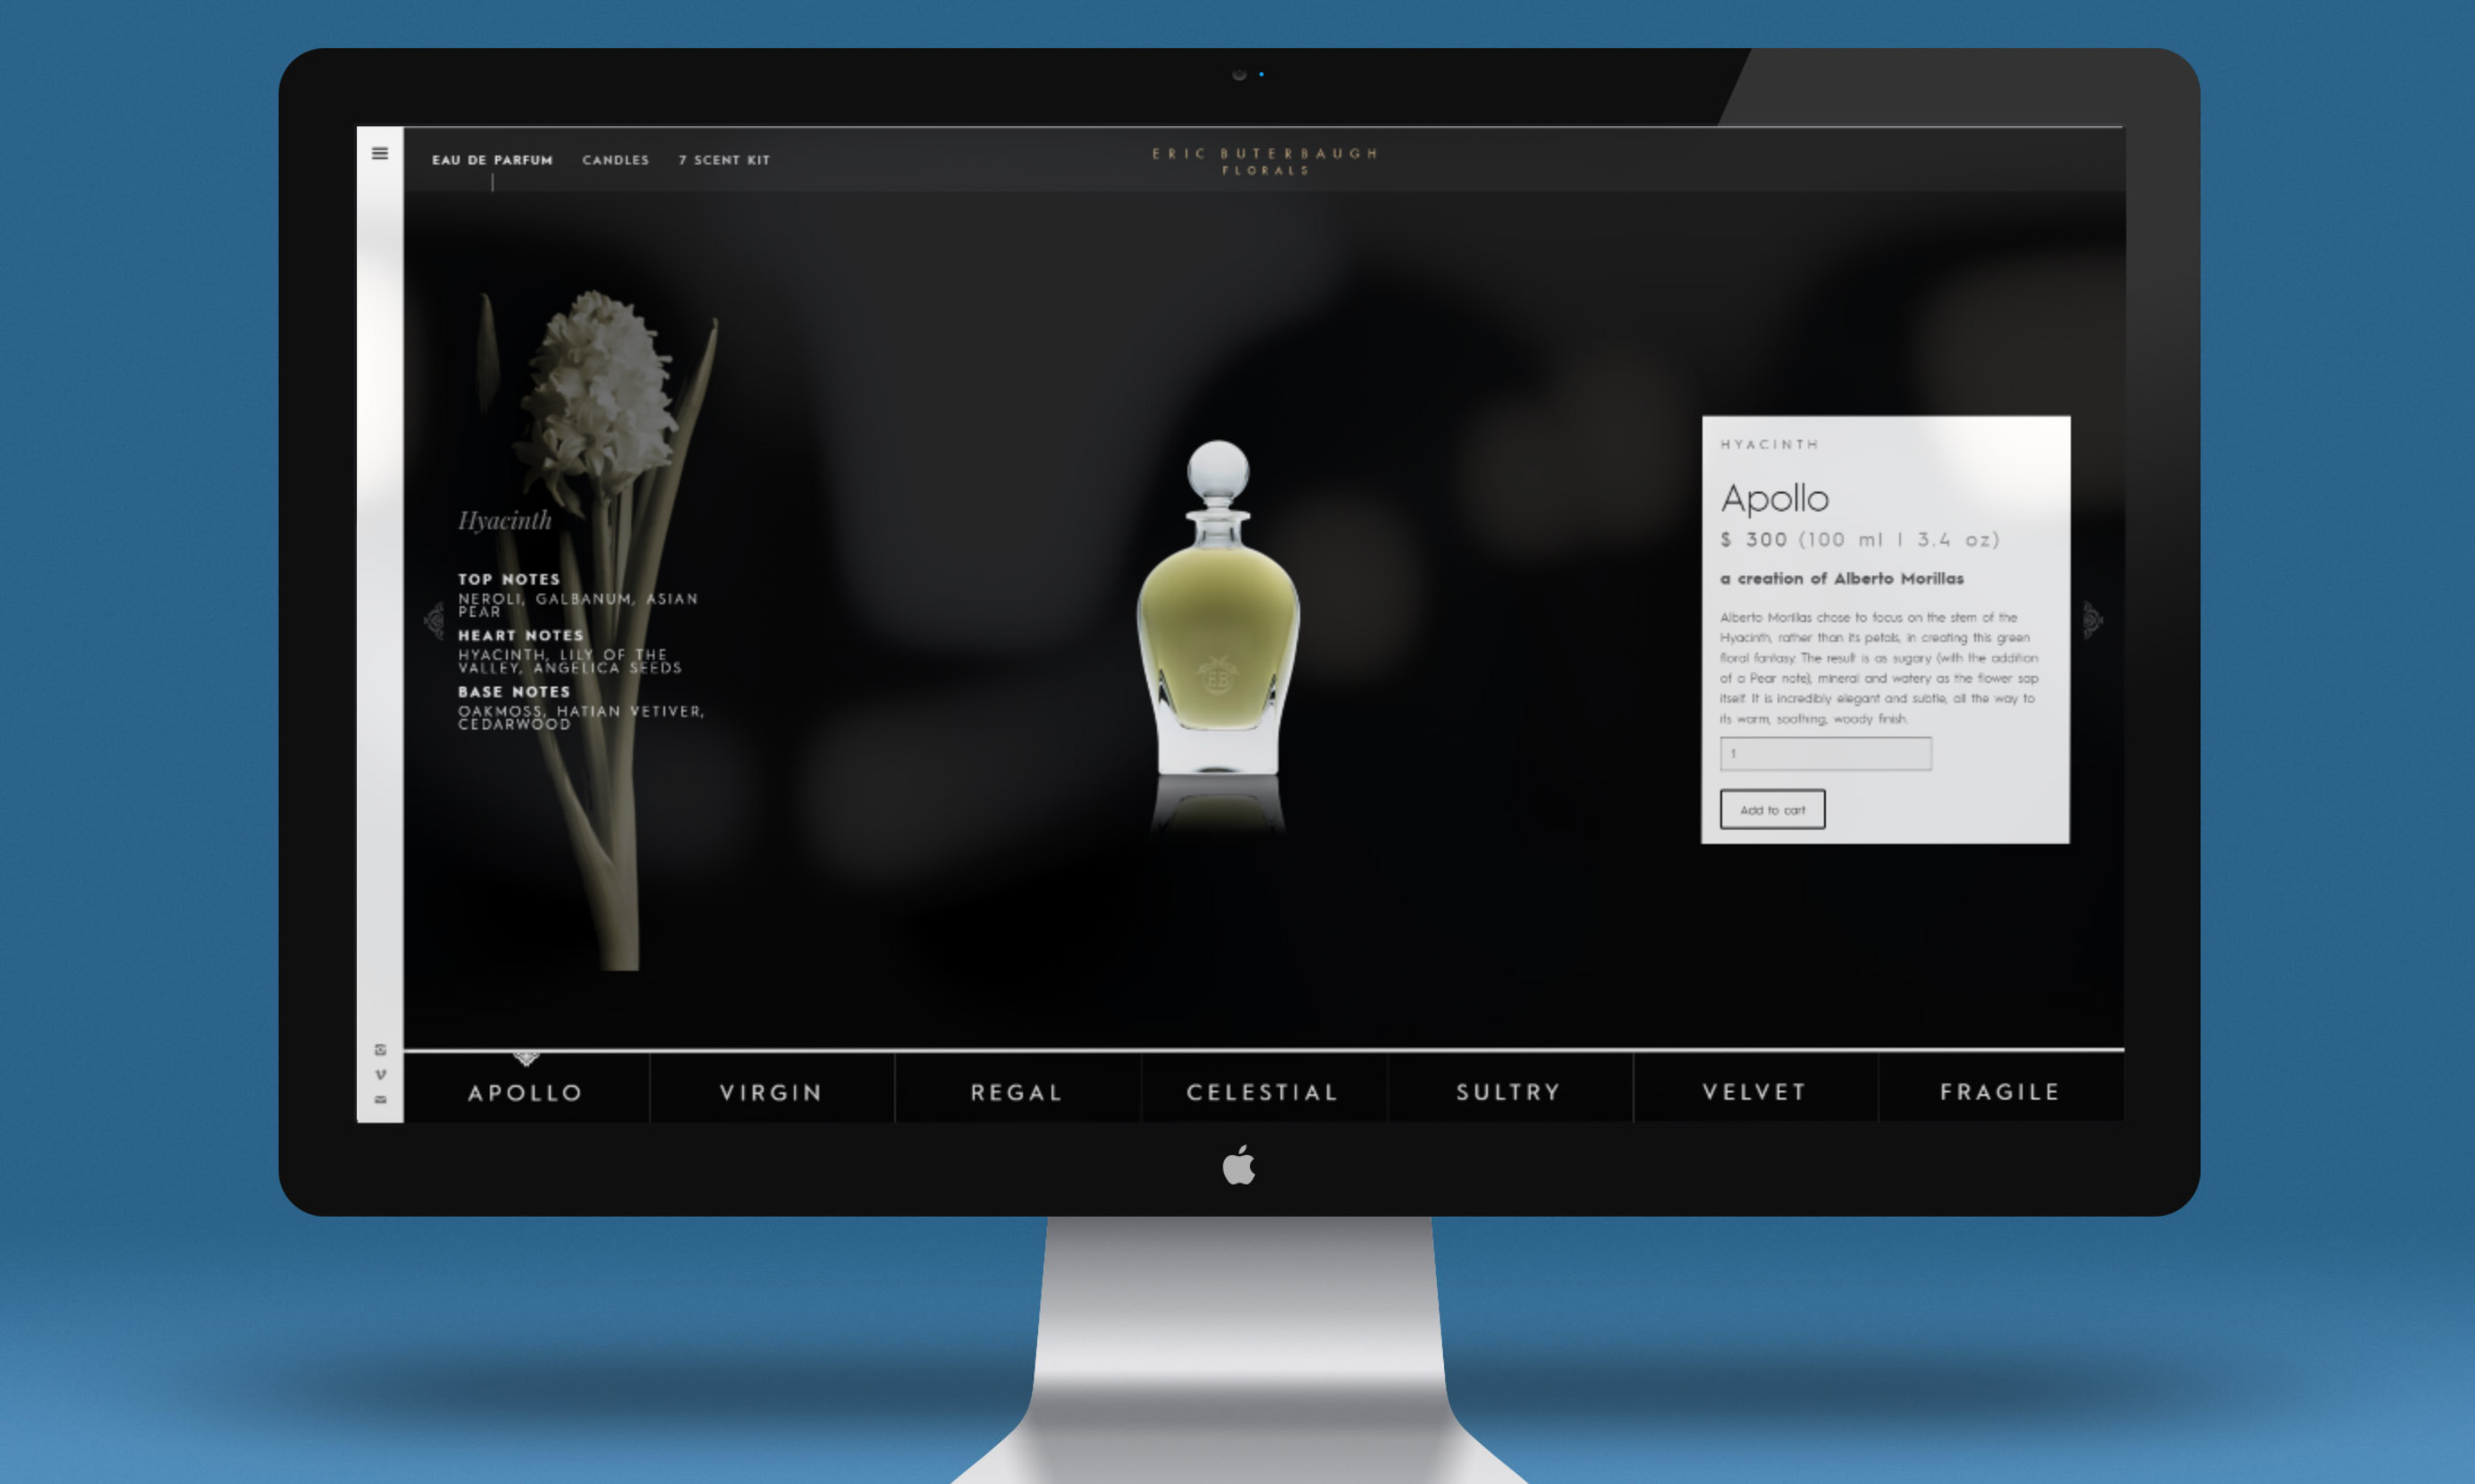 EAU DE PARFUM CANDLES 7 SCENT KIT
ERIC BUTERBAUGH
FLORALS
Hyacinth
TOP NOTES
NEROLI, GALBANUM, ASIAN
PEAR
HEART NOTES
HYACINTH, LILY OF THE
VALLEY, ANGELICA SEEDS
BASE NOTES
OAKMOSS, HATIAN VETIVER,
CEDARWOOD
EB
HYACINTH
Apollo
$ 300 (100 ml | 3.4 oz)
a creation of Alberto Morillas
Alberto Morillas chose to focus on the stem of the
Hyacinth, rather than its petals, in creating this green
floral fantasy. The result is as sugary (with the addition
of a Pear note), mineral and watery as the flower sap
itself. It is incredibly elegant and subtle, all the way to
its warm, soothing, woody finish.
1
Add to cart
APOLLO VIRGIN REGAL CELESTIAL SULTRY VELVET FRAGILE